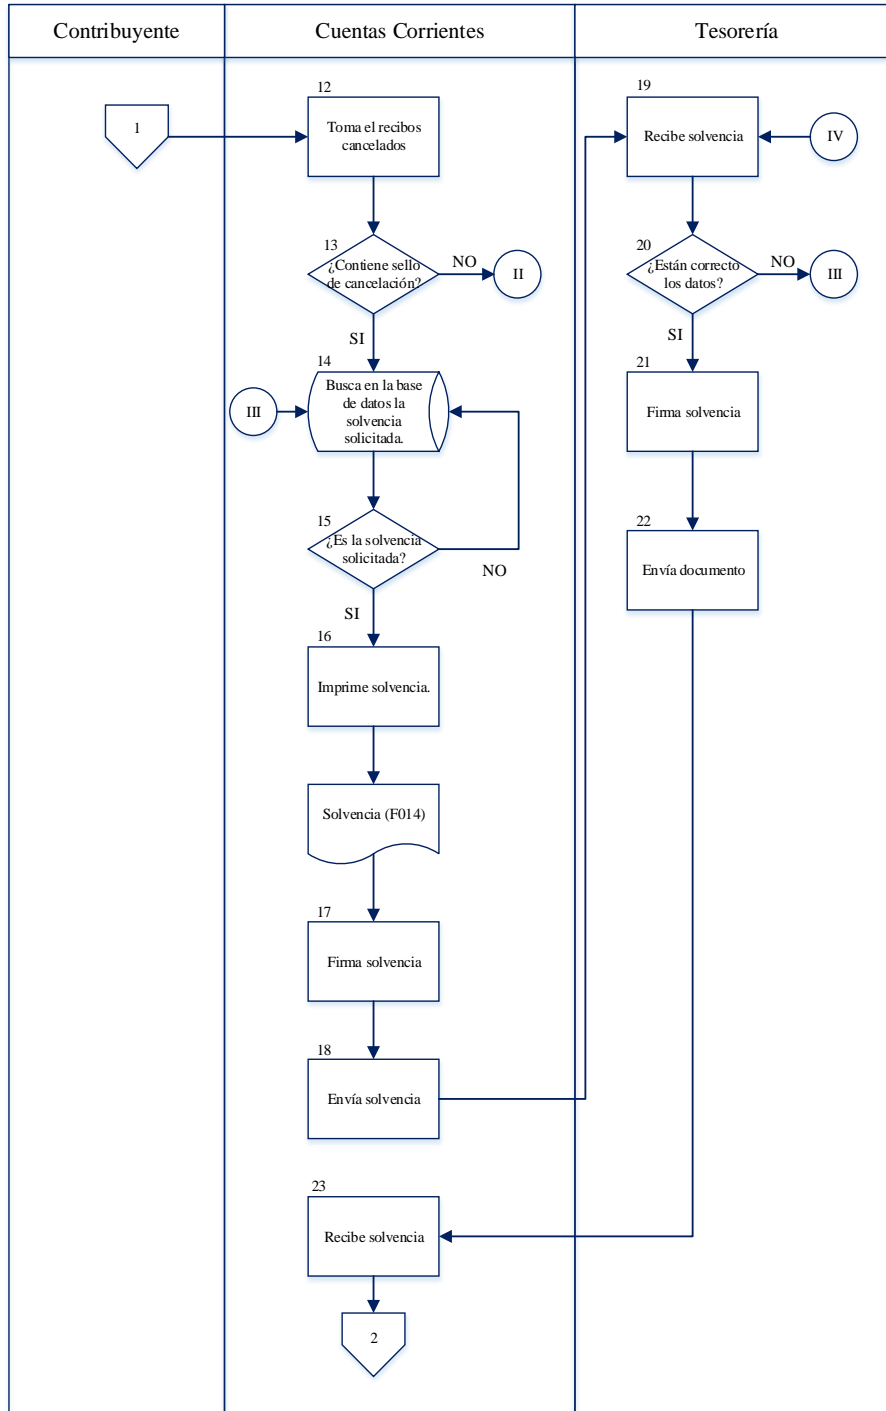 Contribuyente
Cuentas Corrientes
Tesorería
1
12
Toma el recibos
cancelados
13
¿Contiene sello
de cancelación?
NO
II
SI
14
Busca en la base
de datos la
solvencia
solicitada.
III
15
¿Es la solvencia
solicitada?
NO
SI
16
Imprime solvencia.
Solvencia (F014)
17
Firma solvencia
18
Envía solvencia
19
Recibe solvencia
IV
20
¿Están correcto
los datos?
NO
III
SI
21
Firma solvencia
22
Envía documento
23
Recibe solvencia
2